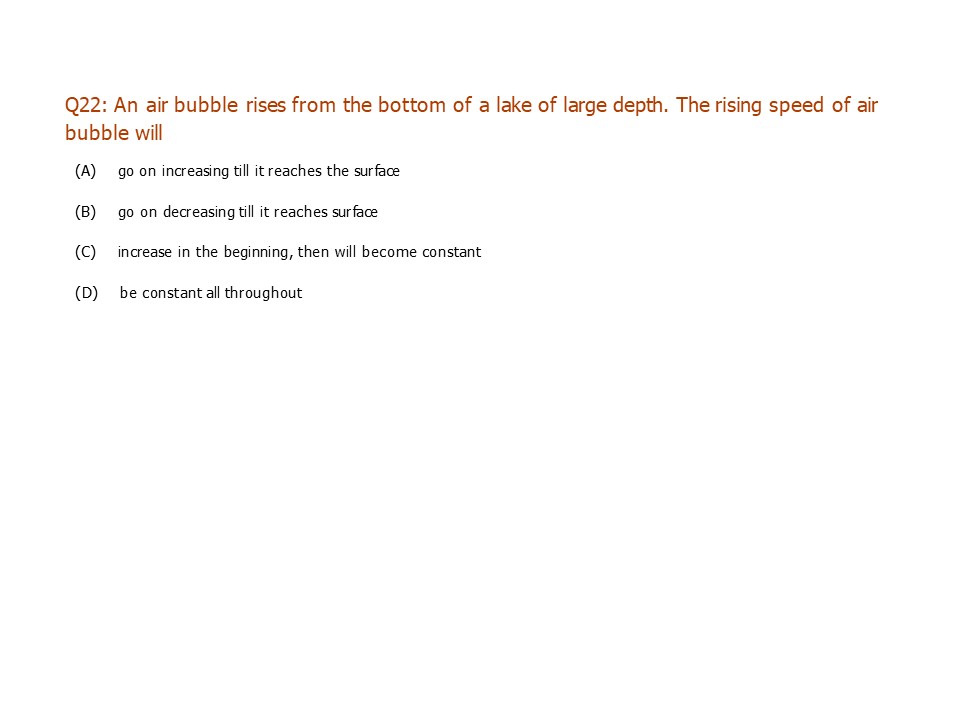 Q22: An air bubble rises from the bottom of a lake of large depth. The rising speed of air
bubble will
(A) go on increasing till it reaches the surface
(B) go on decreasing till it reaches surface
(C) increase in the beginning, then will become constant
(D) be constant all throughout